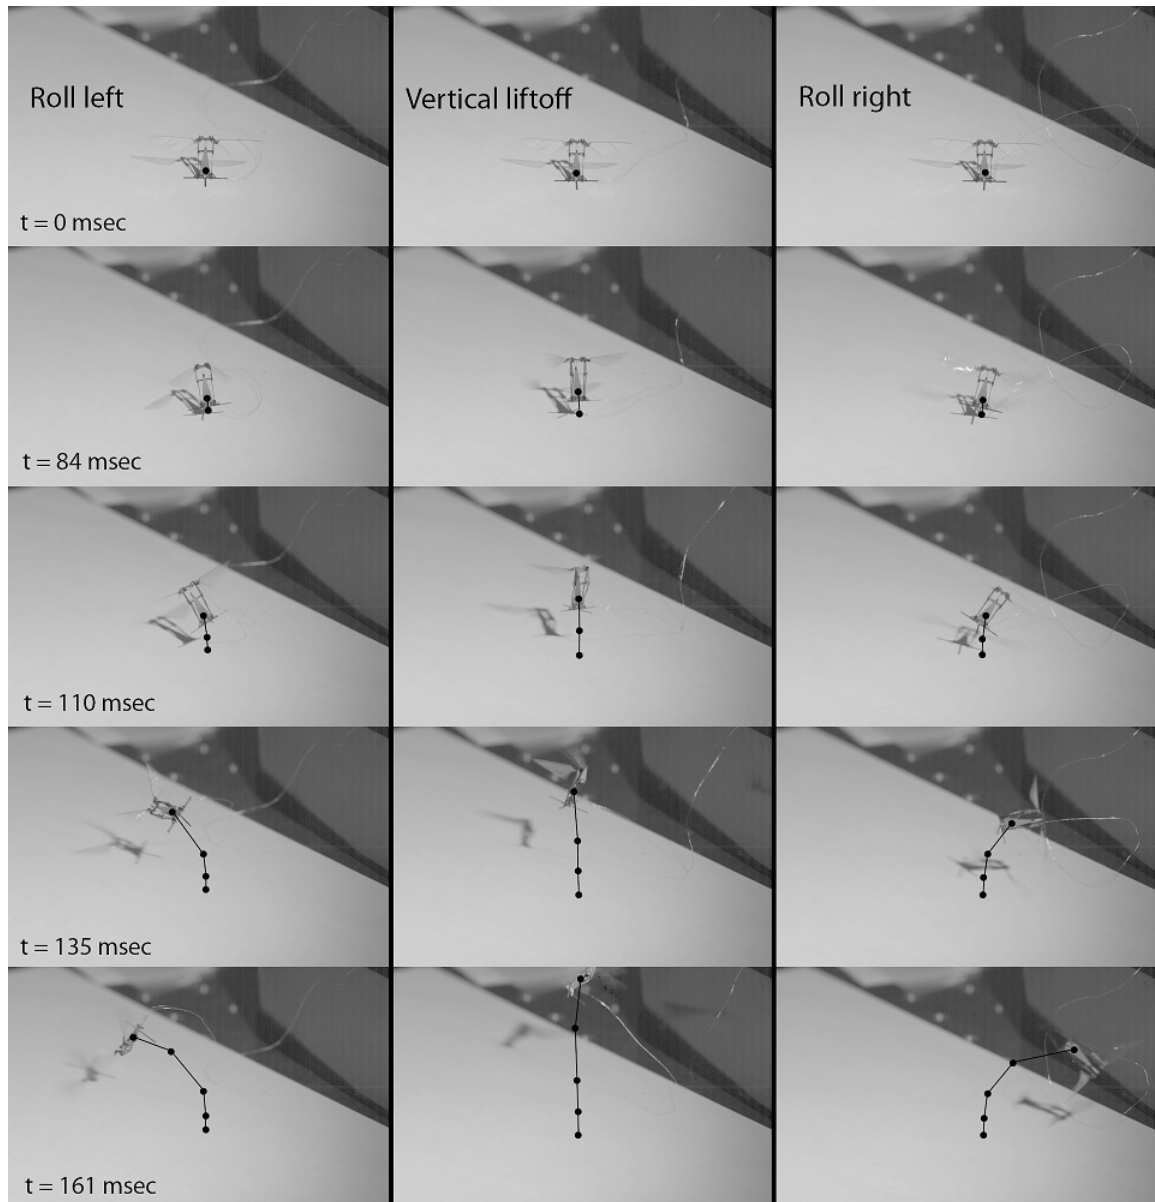 Roll left
Vertical liftoff
Roll right
t = 0 msec
t = 84 msec
t = 110 msec
t = 135 msec
t = 161 msec